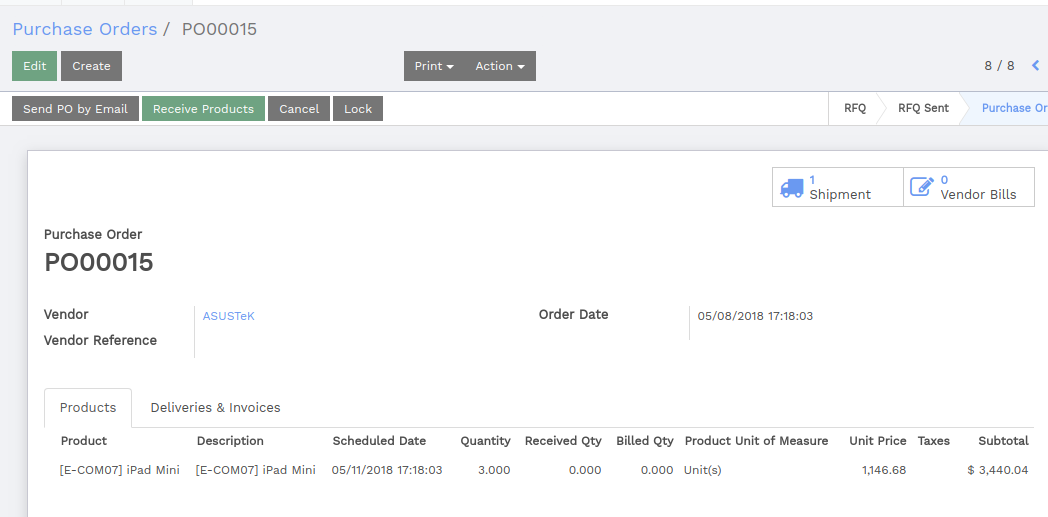 Purchase Orders / PO00015
Edit Create Print Action 8 / 8
Send PO by Email Receive Products Cancel Lock RFQ RFQ Sent Purchase Or
1
Shipment
0
Vendor Bills
Purchase Order
PO00015
Vendor ASUSTeK Order Date 05/08/2018 17:18:03
Vendor Reference
Products Deliveries & Invoices
Product Description Scheduled Date Quantity Received Qty Billed Qty Product Unit of Measure Unit Price Taxes Subtotal
[E-COM07] iPad Mini [E-COM07] iPad Mini 05/11/2018 17:18:03 3.000 0.000 0.000 Unit(s) 1,146.68 $ 3,440.04